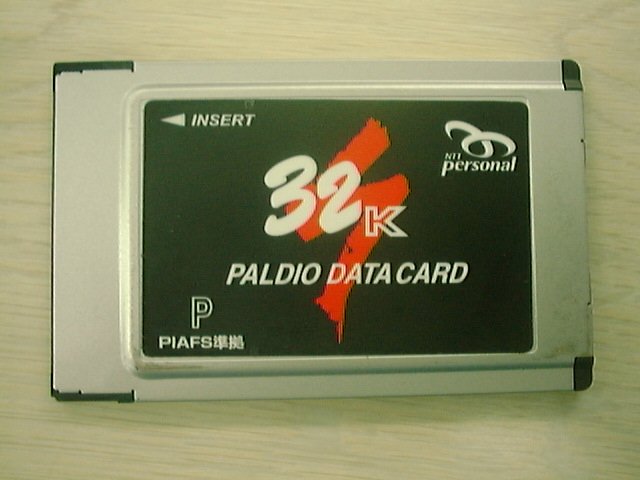 INSERT
NTT
personal
32K
PALDIO DATA CARD
P
PIAFS準拠